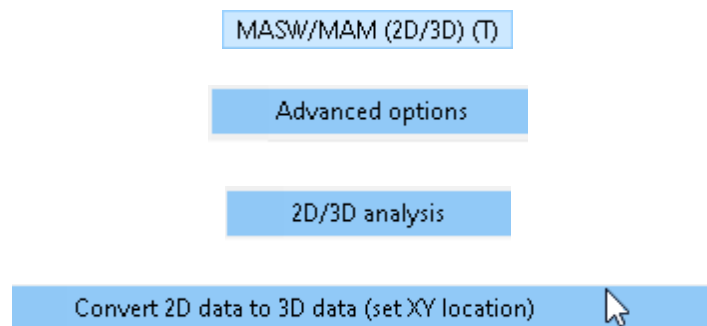 MASW/MAM (2D/3D) (T)
Advanced options
2D/3D analysis
Convert 2D data to 3D data (set XY location)